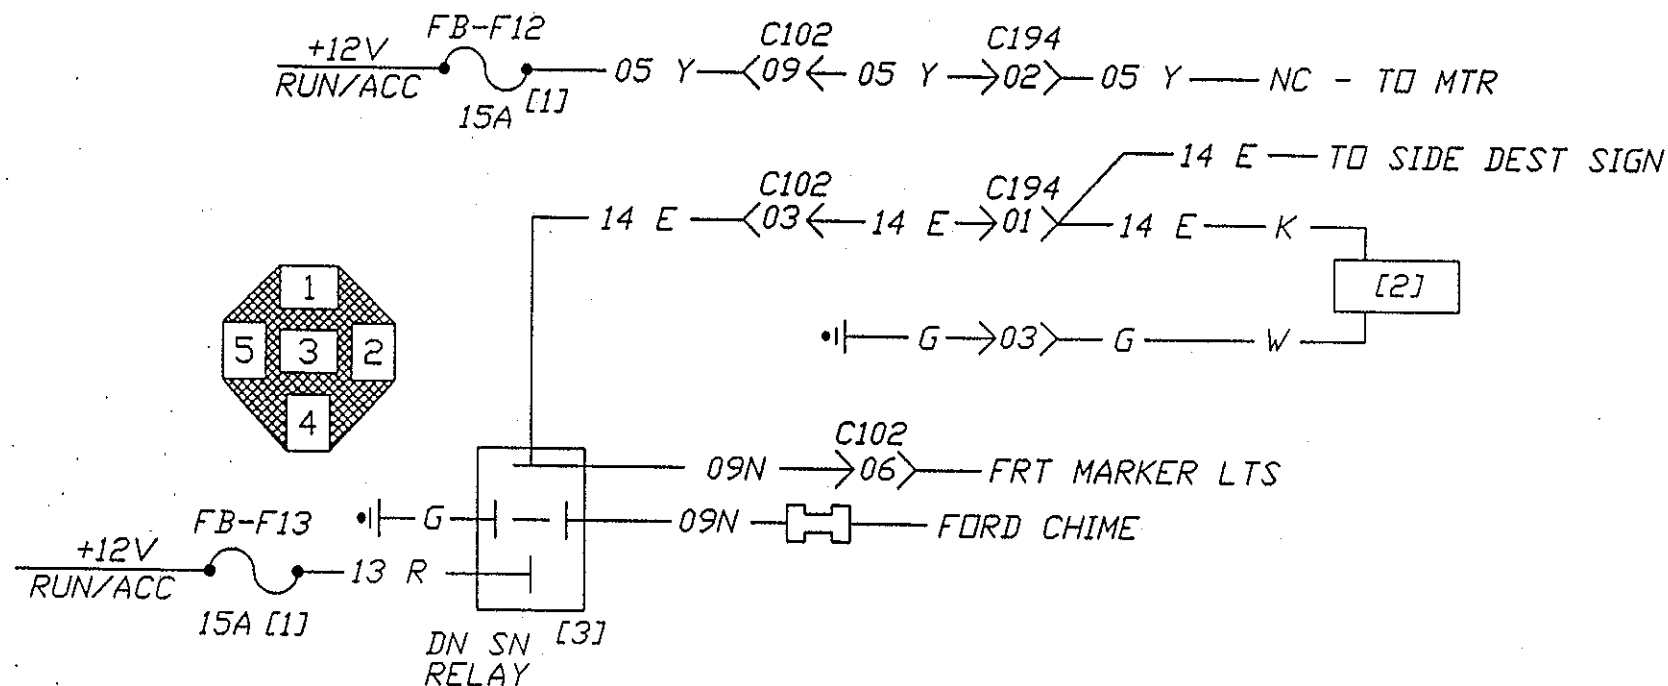 FB-F12
+12V
RUN/ACC
15A [1]
05 Y
C102
09
05 Y
C194
02
05 Y
NC - TO MTR
14 E
TO SIDE DEST SIGN
14 E
C102
03
14 E
C194
01
14 E
K
[2]
G
03
G
W
1
5
3
2
4
09N
C102
06
FRT MARKER LTS
FB-F13
+12V
RUN/ACC
15A [1]
G
09N
FORD CHIME
13 R
DN SN
RELAY
[3]